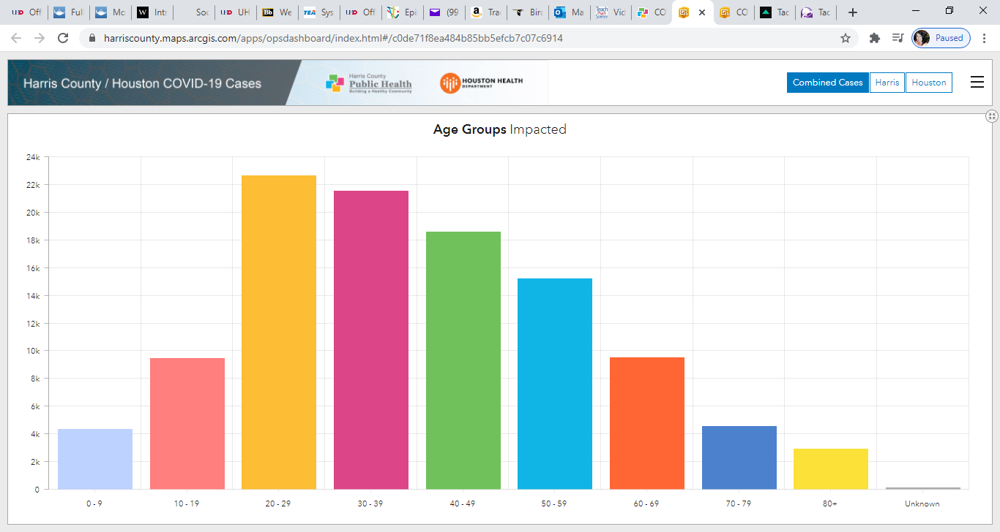 Off
Full
Mo
Intr
Soc
UH
We
Sys
Off
Epi
(99
Tra
Bird
Ma
Vid
CO
CO
Tac
Tac
harriscounty.maps.arcgis.com/apps/opsdashboard/index.html#/c0de71f8ea484b85bb5efcb7c07c6914
Paused
Harris County / Houston COVID-19 Cases
Harris County
Public Health
Building a Healthy Community
HOUSTON HEALTH
DEPARTMENT
Combined Cases
Harris
Houston
Age Groups Impacted
24k
22k
20k
18k
16k
14k
12k
10k
8k
6k
4k
2k
0
0 - 9
10 - 19
20 - 29
30 - 39
40 - 49
50 - 59
60 - 69
70 - 79
80+
Unknown